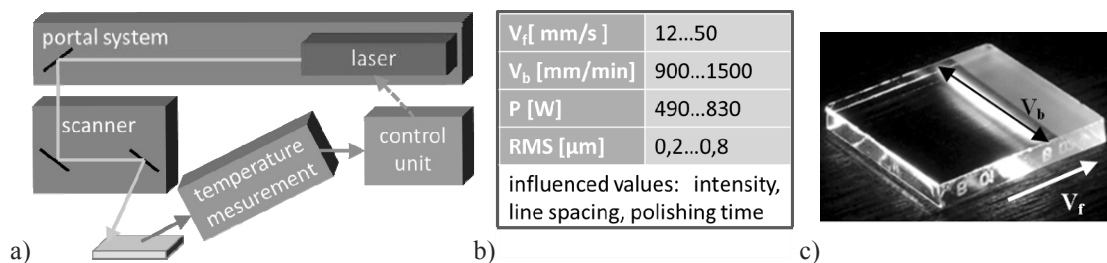 a)
portal system
laser
scanner
temperature
mesurement
control
unit
b)
V_f[ mm/s ] 12...50
V_b [mm/min] 900...1500
P [W] 490...830
RMS [µm] 0,2...0,8
influenced values: intensity,
line spacing, polishing time
c)
V_b
V_f